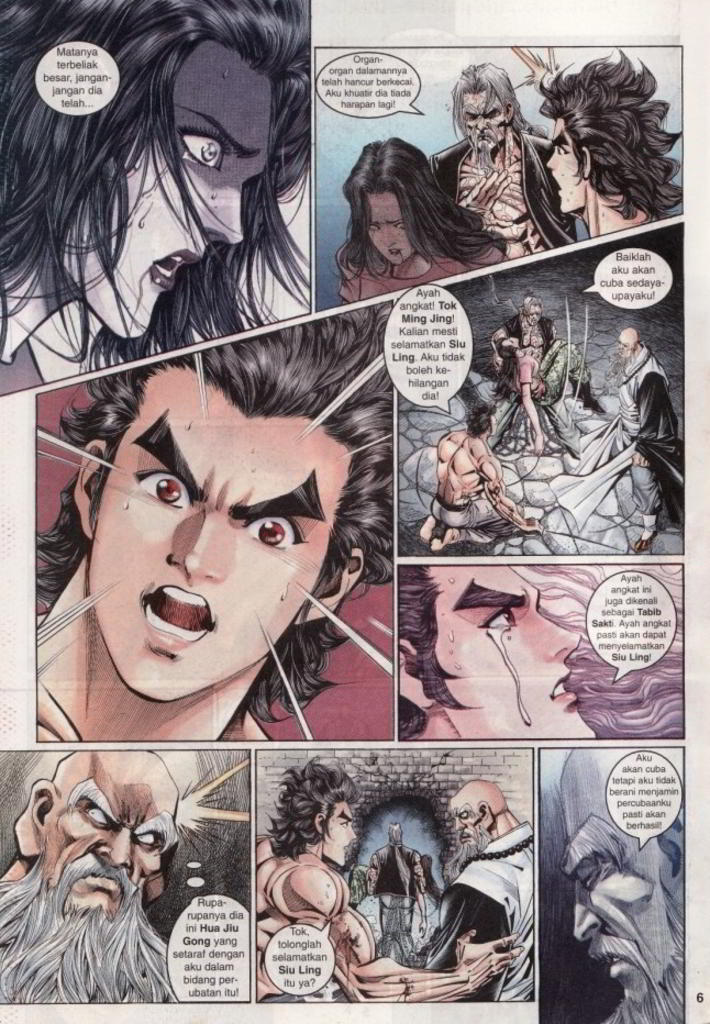 Matanya
terbeliak
besar, jangan-
jangan dia
telah...
Organ-
organ dalamannya
telah hancur berkecai.
Aku khuatir dia tiada
harapan lagi!
Baiklah
aku akan
cuba sedaya-
upayaku!
Ayah
angkat! Tok
Ming Jing!
Kalian mesti
selamatkan Siu
Ling. Aku tidak
boleh ke-
hilangan
dia!
Ayah
angkat ini
juga dikenali
sebagai Tabib
Sakti. Ayah angkat
pasti akan dapat
menyelamatkan
Siu Ling!
Rupa-
rupanya dia
ini Hua Jiu
Gong yang
setaraf dengan
aku dalam
bidang per-
ubatan itu!
Tok,
tolonglah
selamatkan
Siu Ling
itu ya?
Aku
akan cuba
tetapi aku tidak
berani menjamin
percubaanku
pasti akan
berhasil!
6